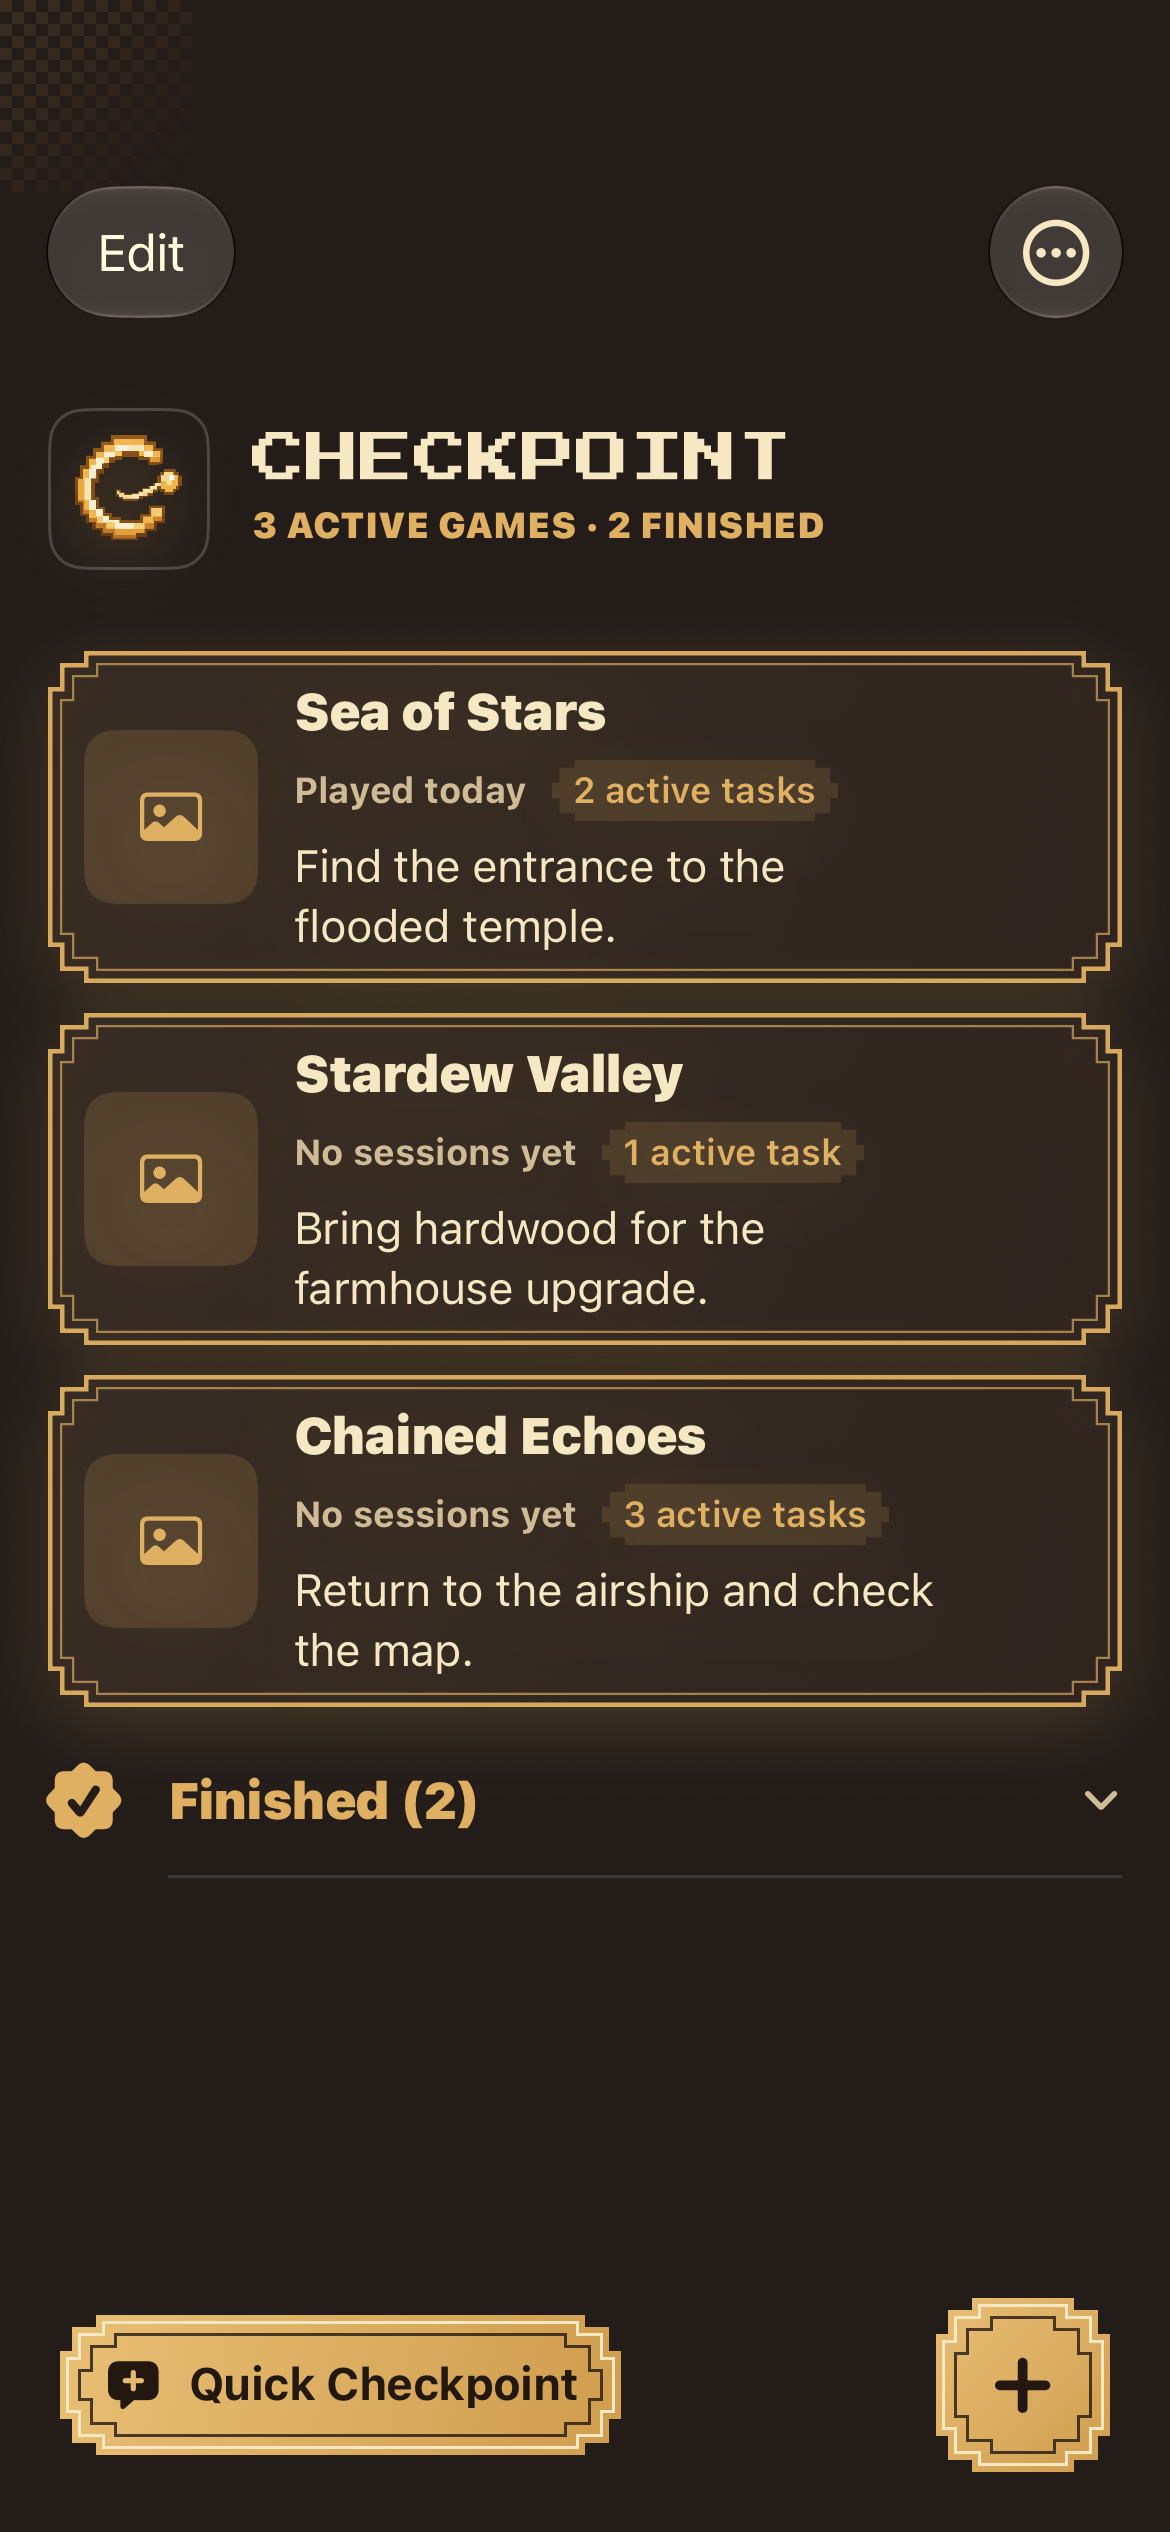 Edit
CHECKPOINT
3 ACTIVE GAMES · 2 FINISHED
Sea of Stars
Played today 2 active tasks
Find the entrance to the
flooded temple.
Stardew Valley
No sessions yet 1 active task
Bring hardwood for the
farmhouse upgrade.
Chained Echoes
No sessions yet 3 active tasks
Return to the airship and check
the map.
Finished (2)
Quick Checkpoint